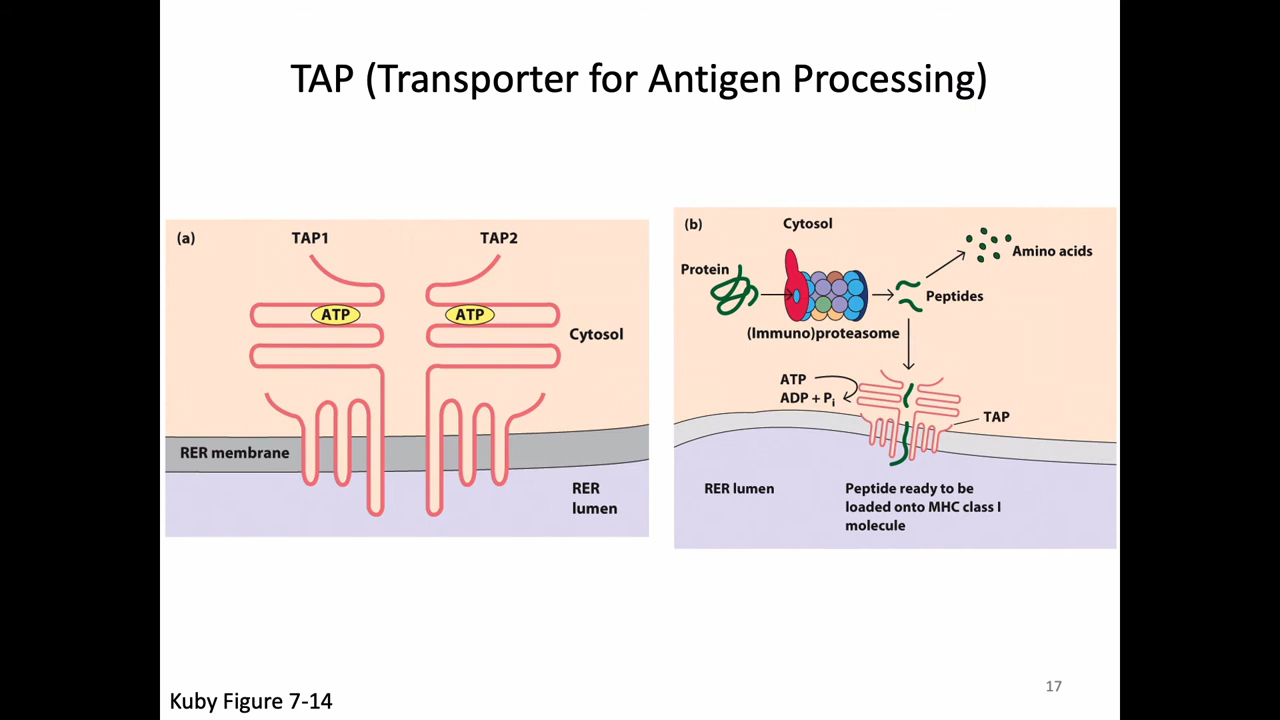 TAP (Transporter for Antigen Processing)
(a)
TAP1
TAP2
ATP
ATP
Cytosol
RER membrane
RER
lumen
(b)
Cytosol
Protein
Amino acids
Peptides
(Immuno)proteasome
ATP
ADP + Pi
TAP
RER lumen
Peptide ready to be
loaded onto MHC class I
molecule
Kuby Figure 7-14
17